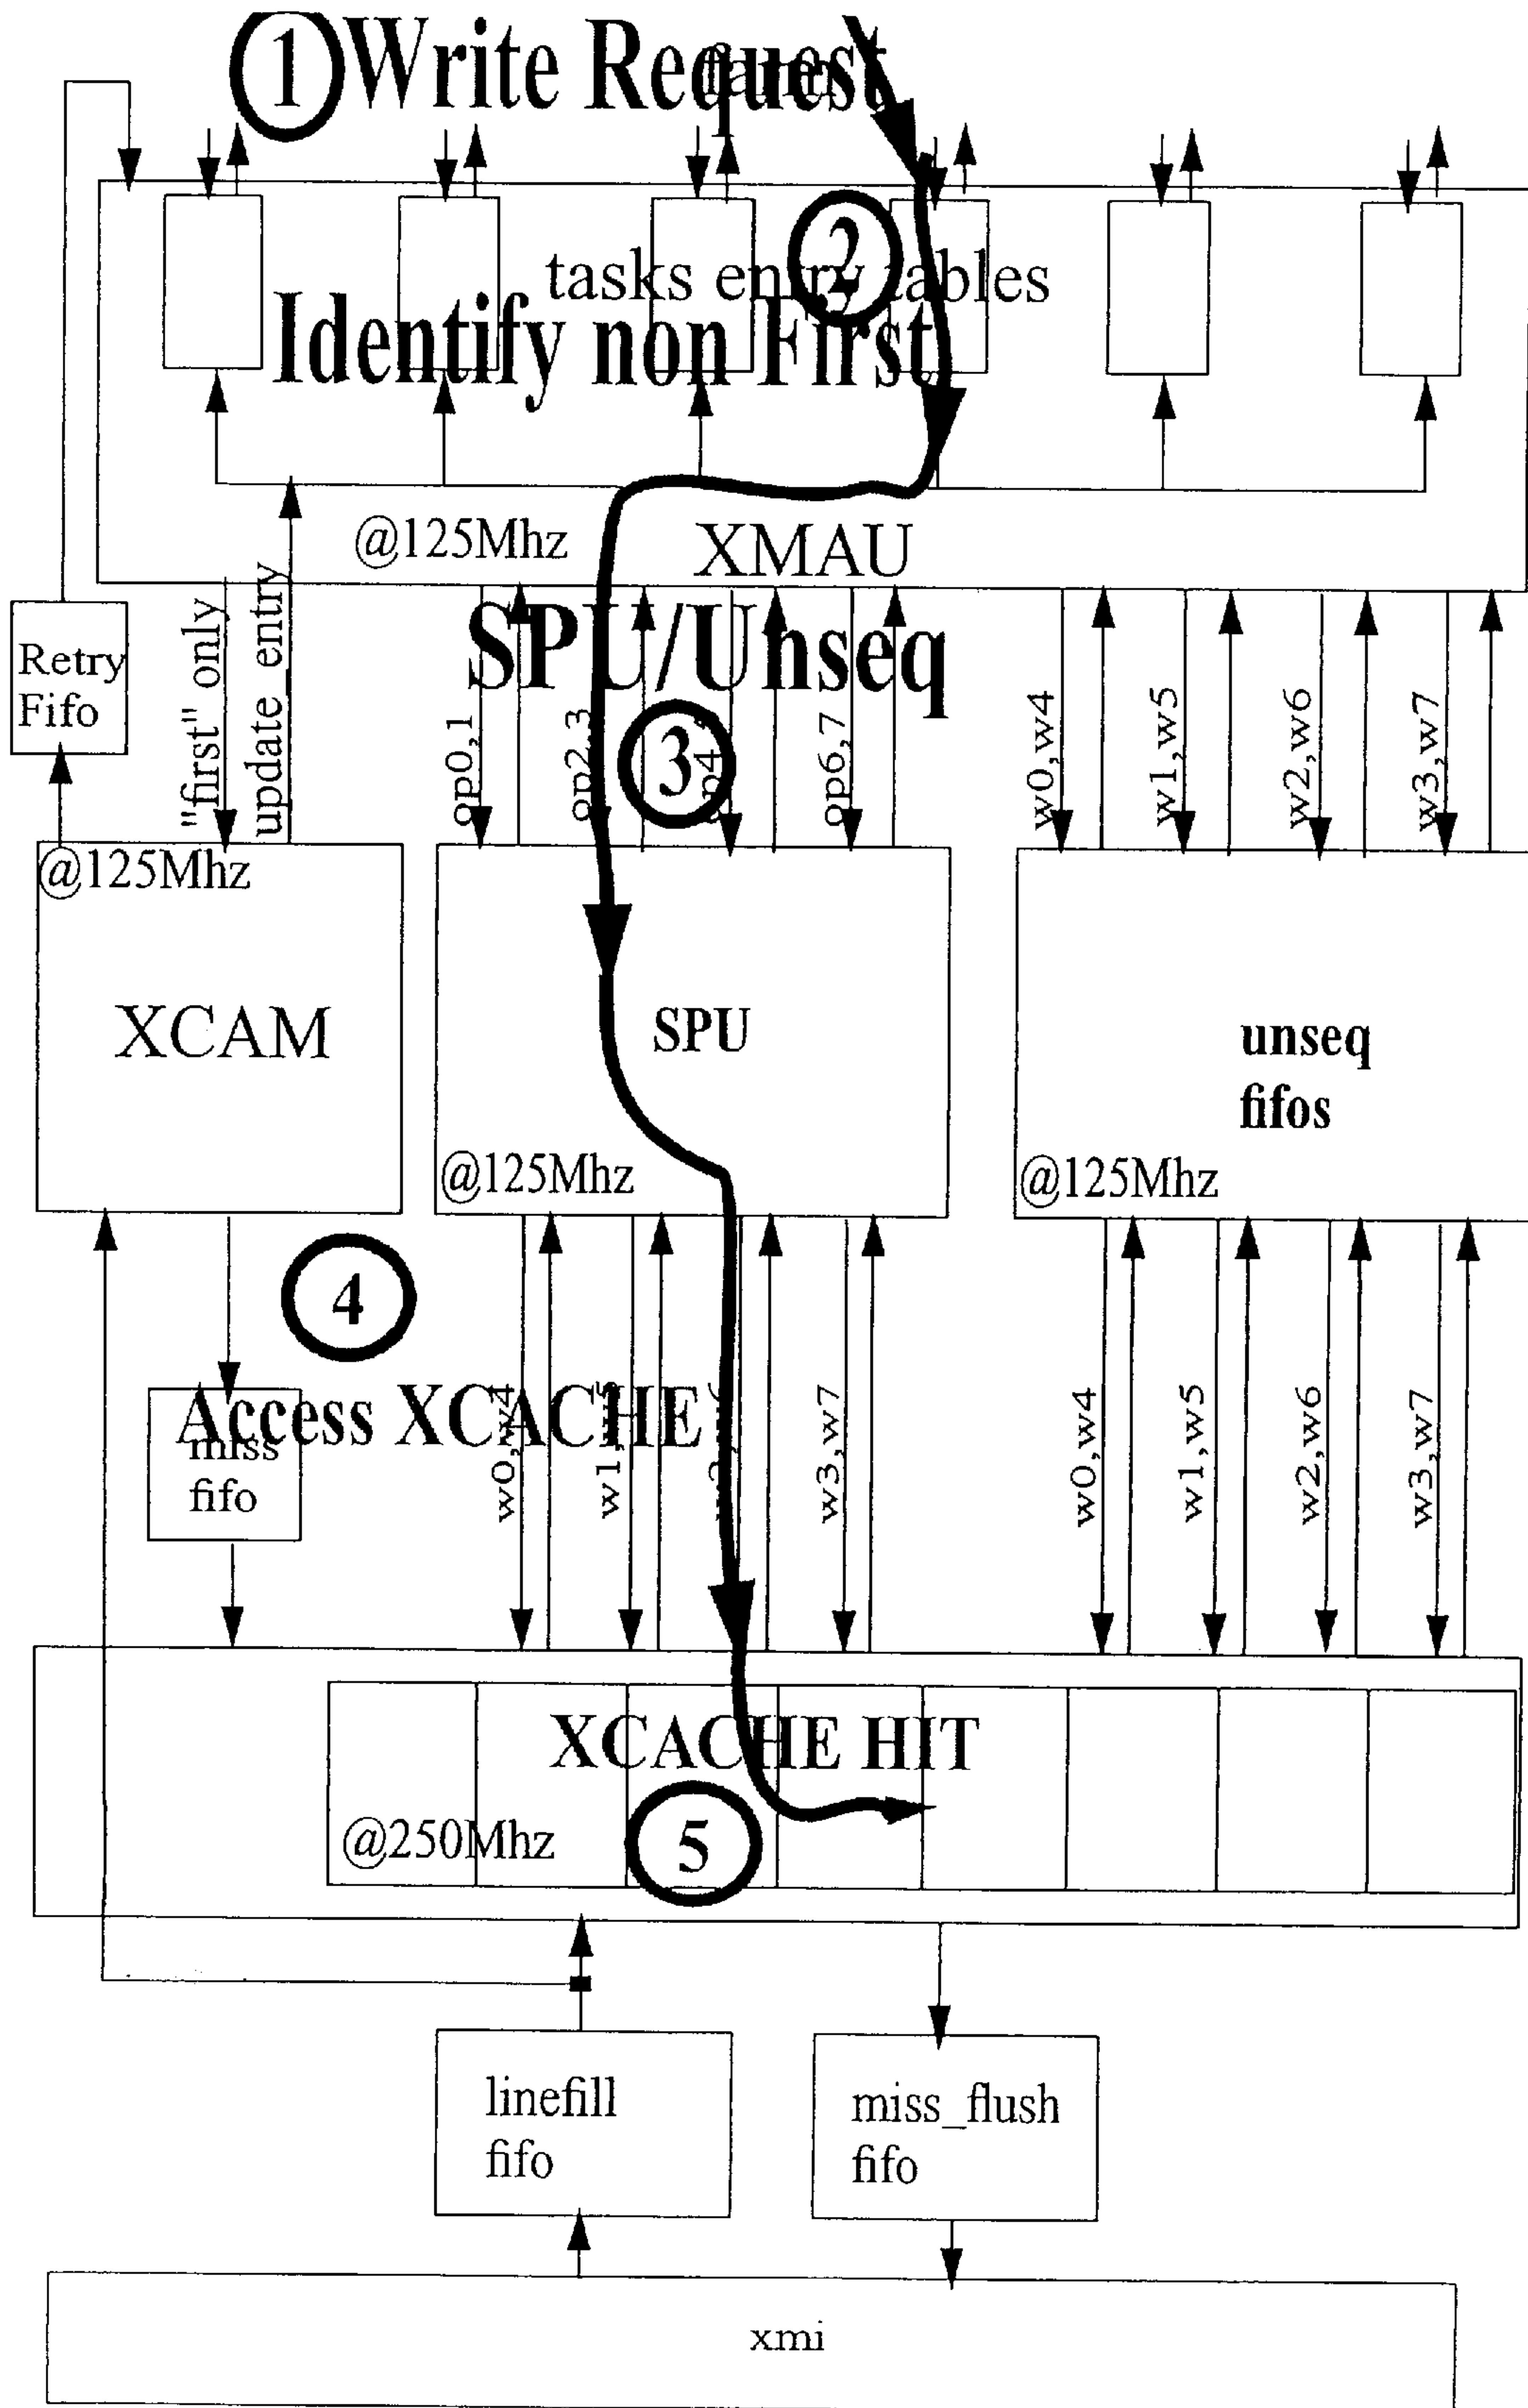 1 Write Request
farm
2
tasks entry tables
Identify non First
@125Mhz
XMAU
SPU/Unseq
Retry
Fifo
"first" only
update_entry
op0,1
op2,3
3
op6,7
w0,w4
w1,w5
w2,w6
w3,w7
@125Mhz
XCAM
SPU
@125Mhz
unseq
fifos
@125Mhz
4
Access XCACHE
miss
fifo
w0,w4
w1,w5
w3,w7
w0,w4
w1,w5
w2,w6
w3,w7
XCACHE HIT
@250Mhz
5
linefill
fifo
miss_flush
fifo
xmi